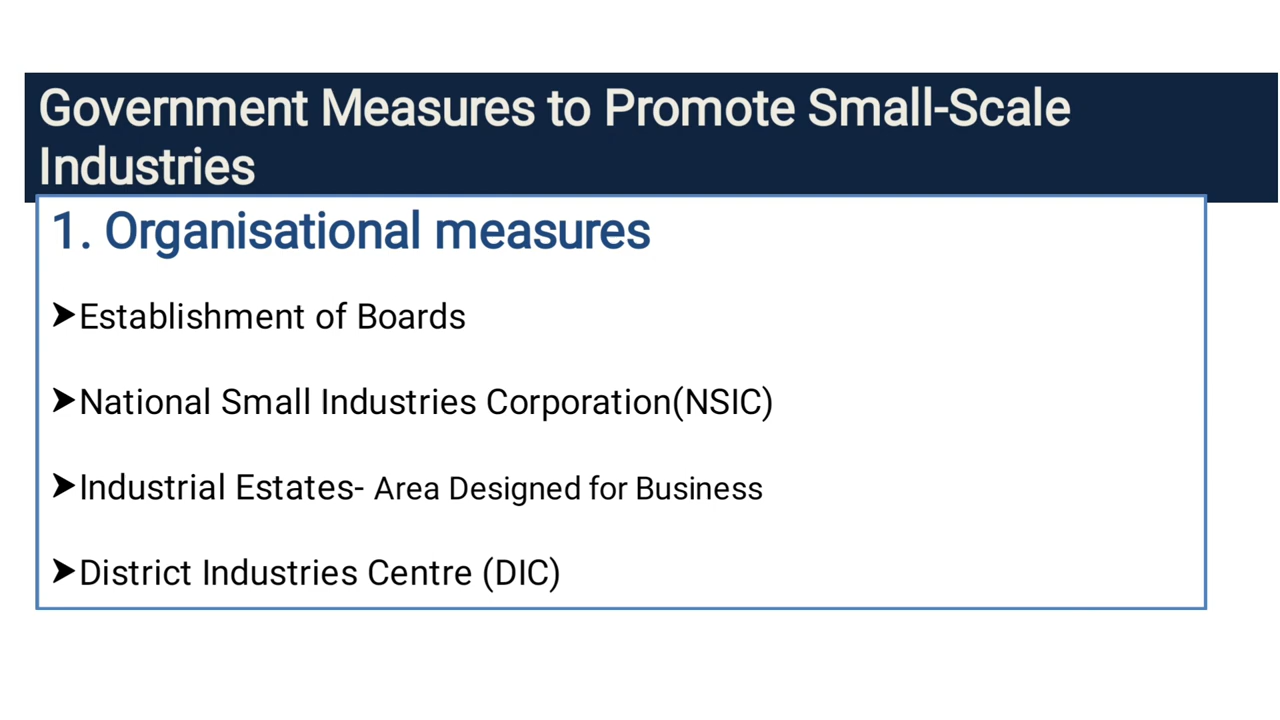 Government Measures to Promote Small-Scale
Industries
1. Organisational measures
➤Establishment of Boards
➤National Small Industries Corporation(NSIC)
➤Industrial Estates- Area Designed for Business
➤District Industries Centre (DIC)